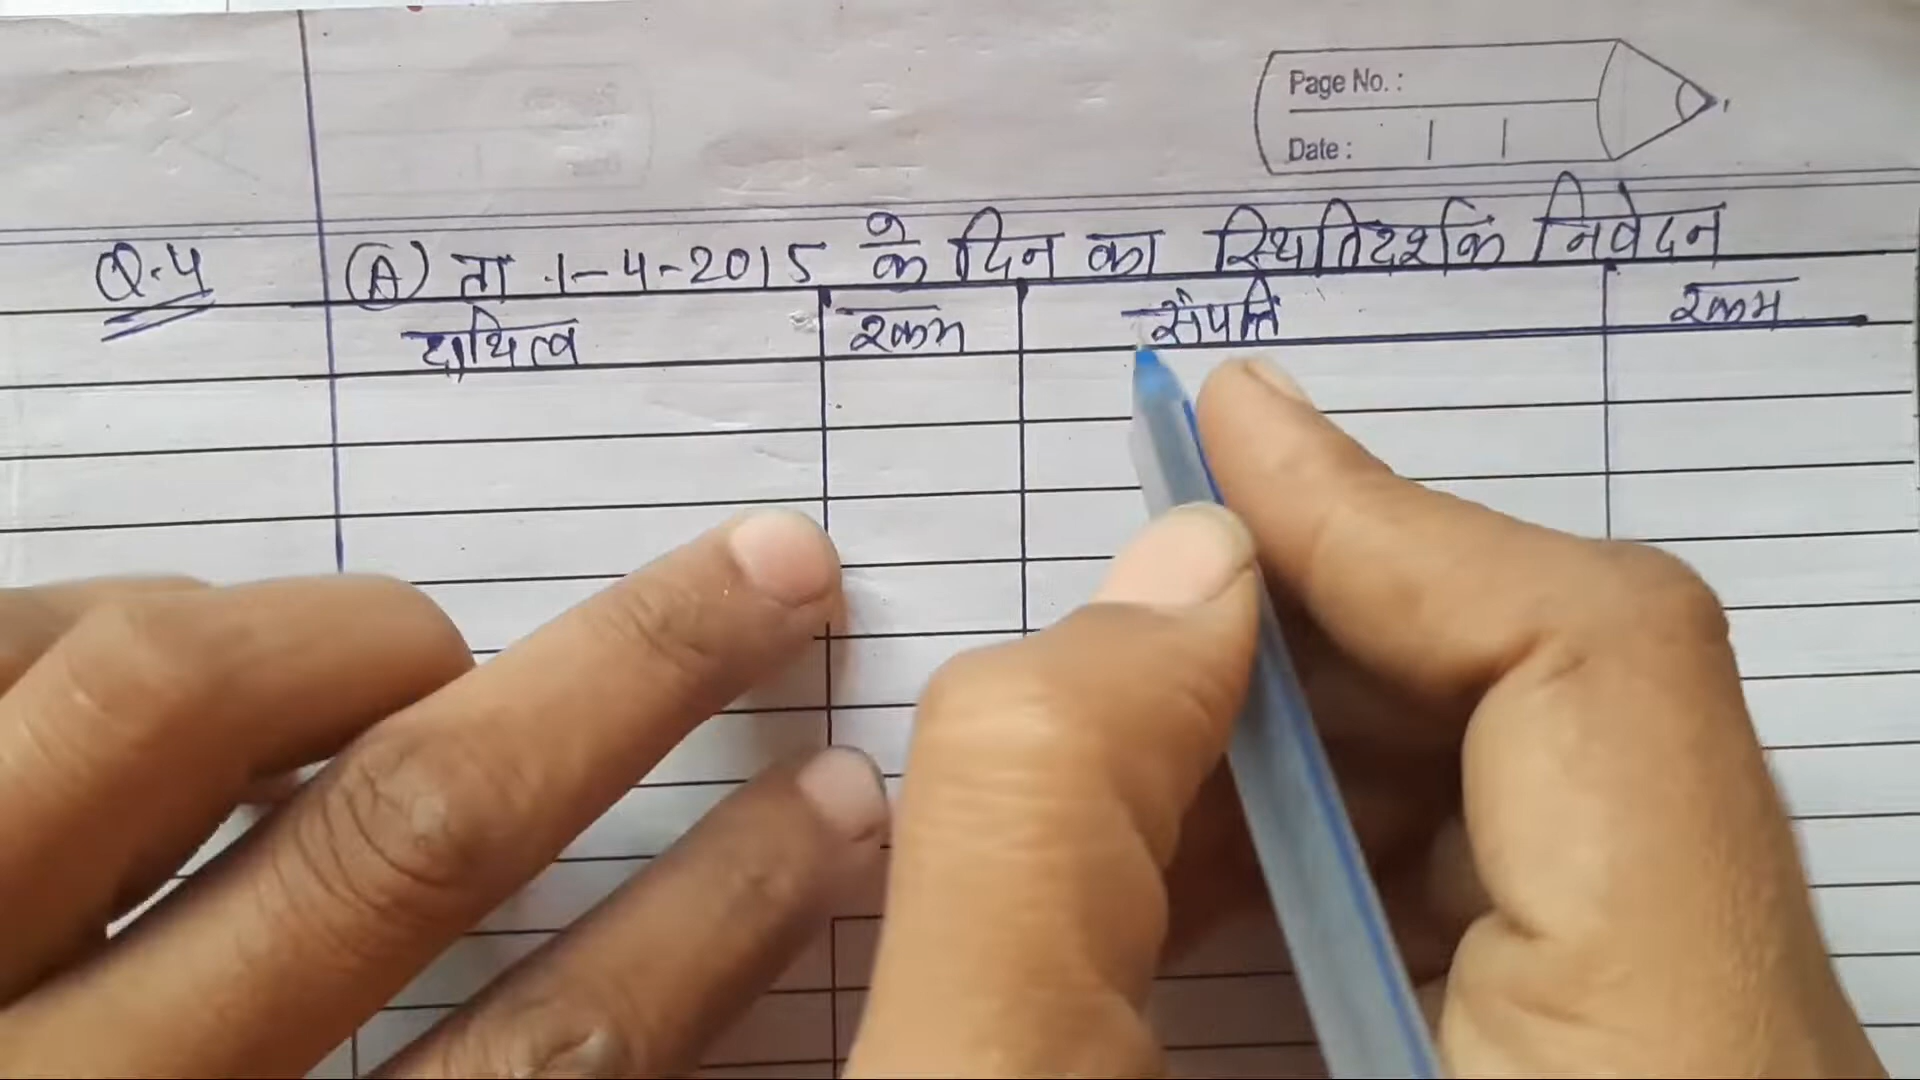 Page No. :
Date :
Q.4 (A) ता .1-4-2015 के दिन का स्थितिदर्शक निवेदन
दायित्व रकम संपत्ति रकम